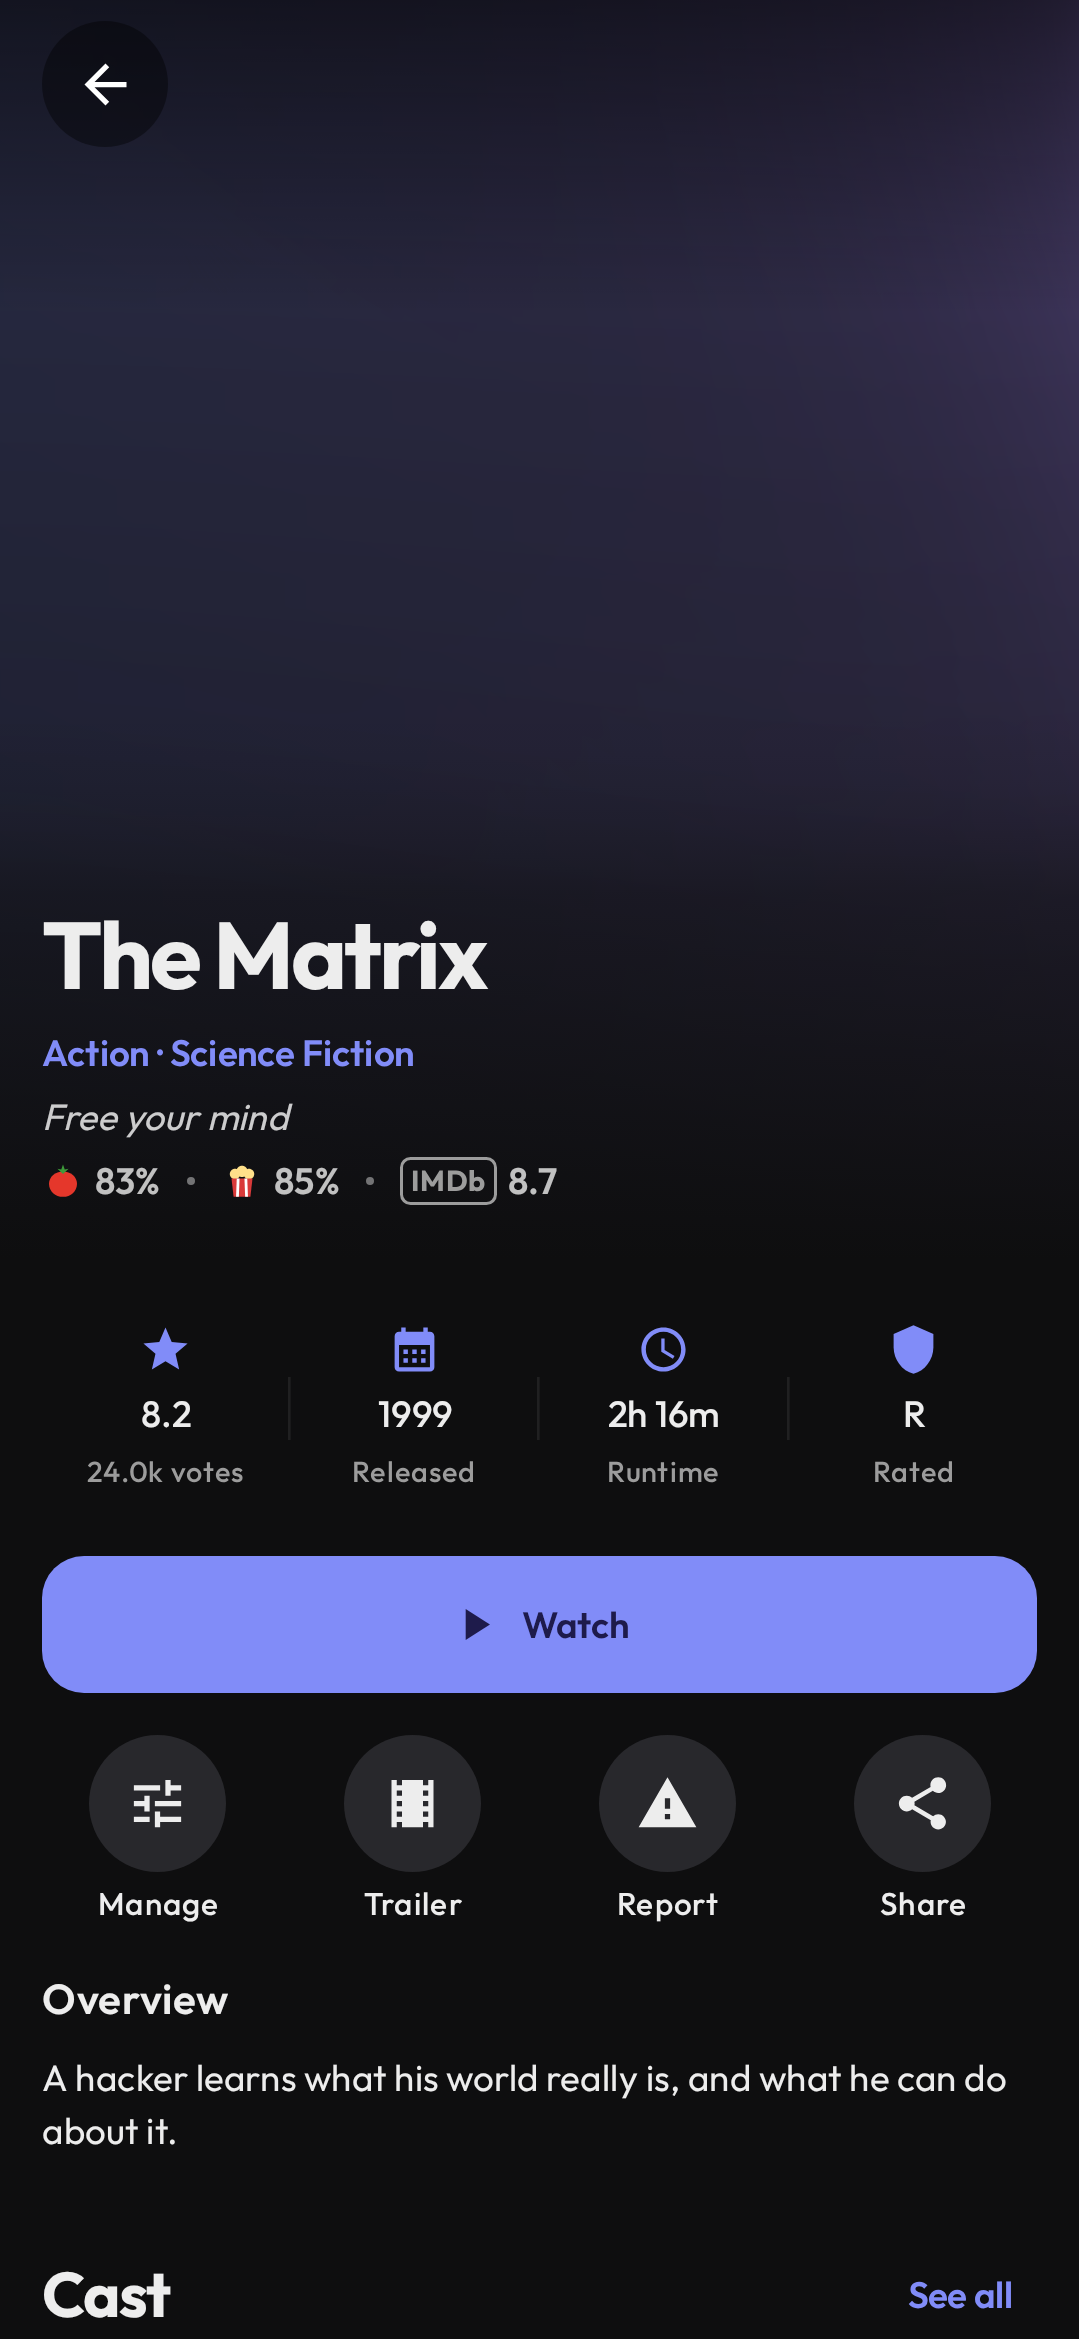 The Matrix
Action · Science Fiction
Free your mind
83% • 85% • IMDb 8.7
8.2 1999 2h 16m R
24.0k votes Released Runtime Rated
Watch
Manage Trailer Report Share
Overview
A hacker learns what his world really is, and what he can do
about it.
Cast See all